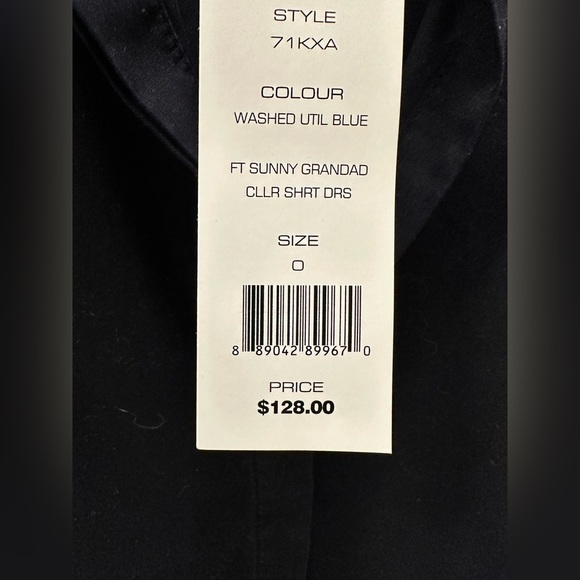 STYLE
71KXA
COLOUR
WASHED UTIL BLUE
FT SUNNY GRANDAD
CLLR SHRT DRS
SIZE
0
8 89042 89967 0
PRICE
$128.00